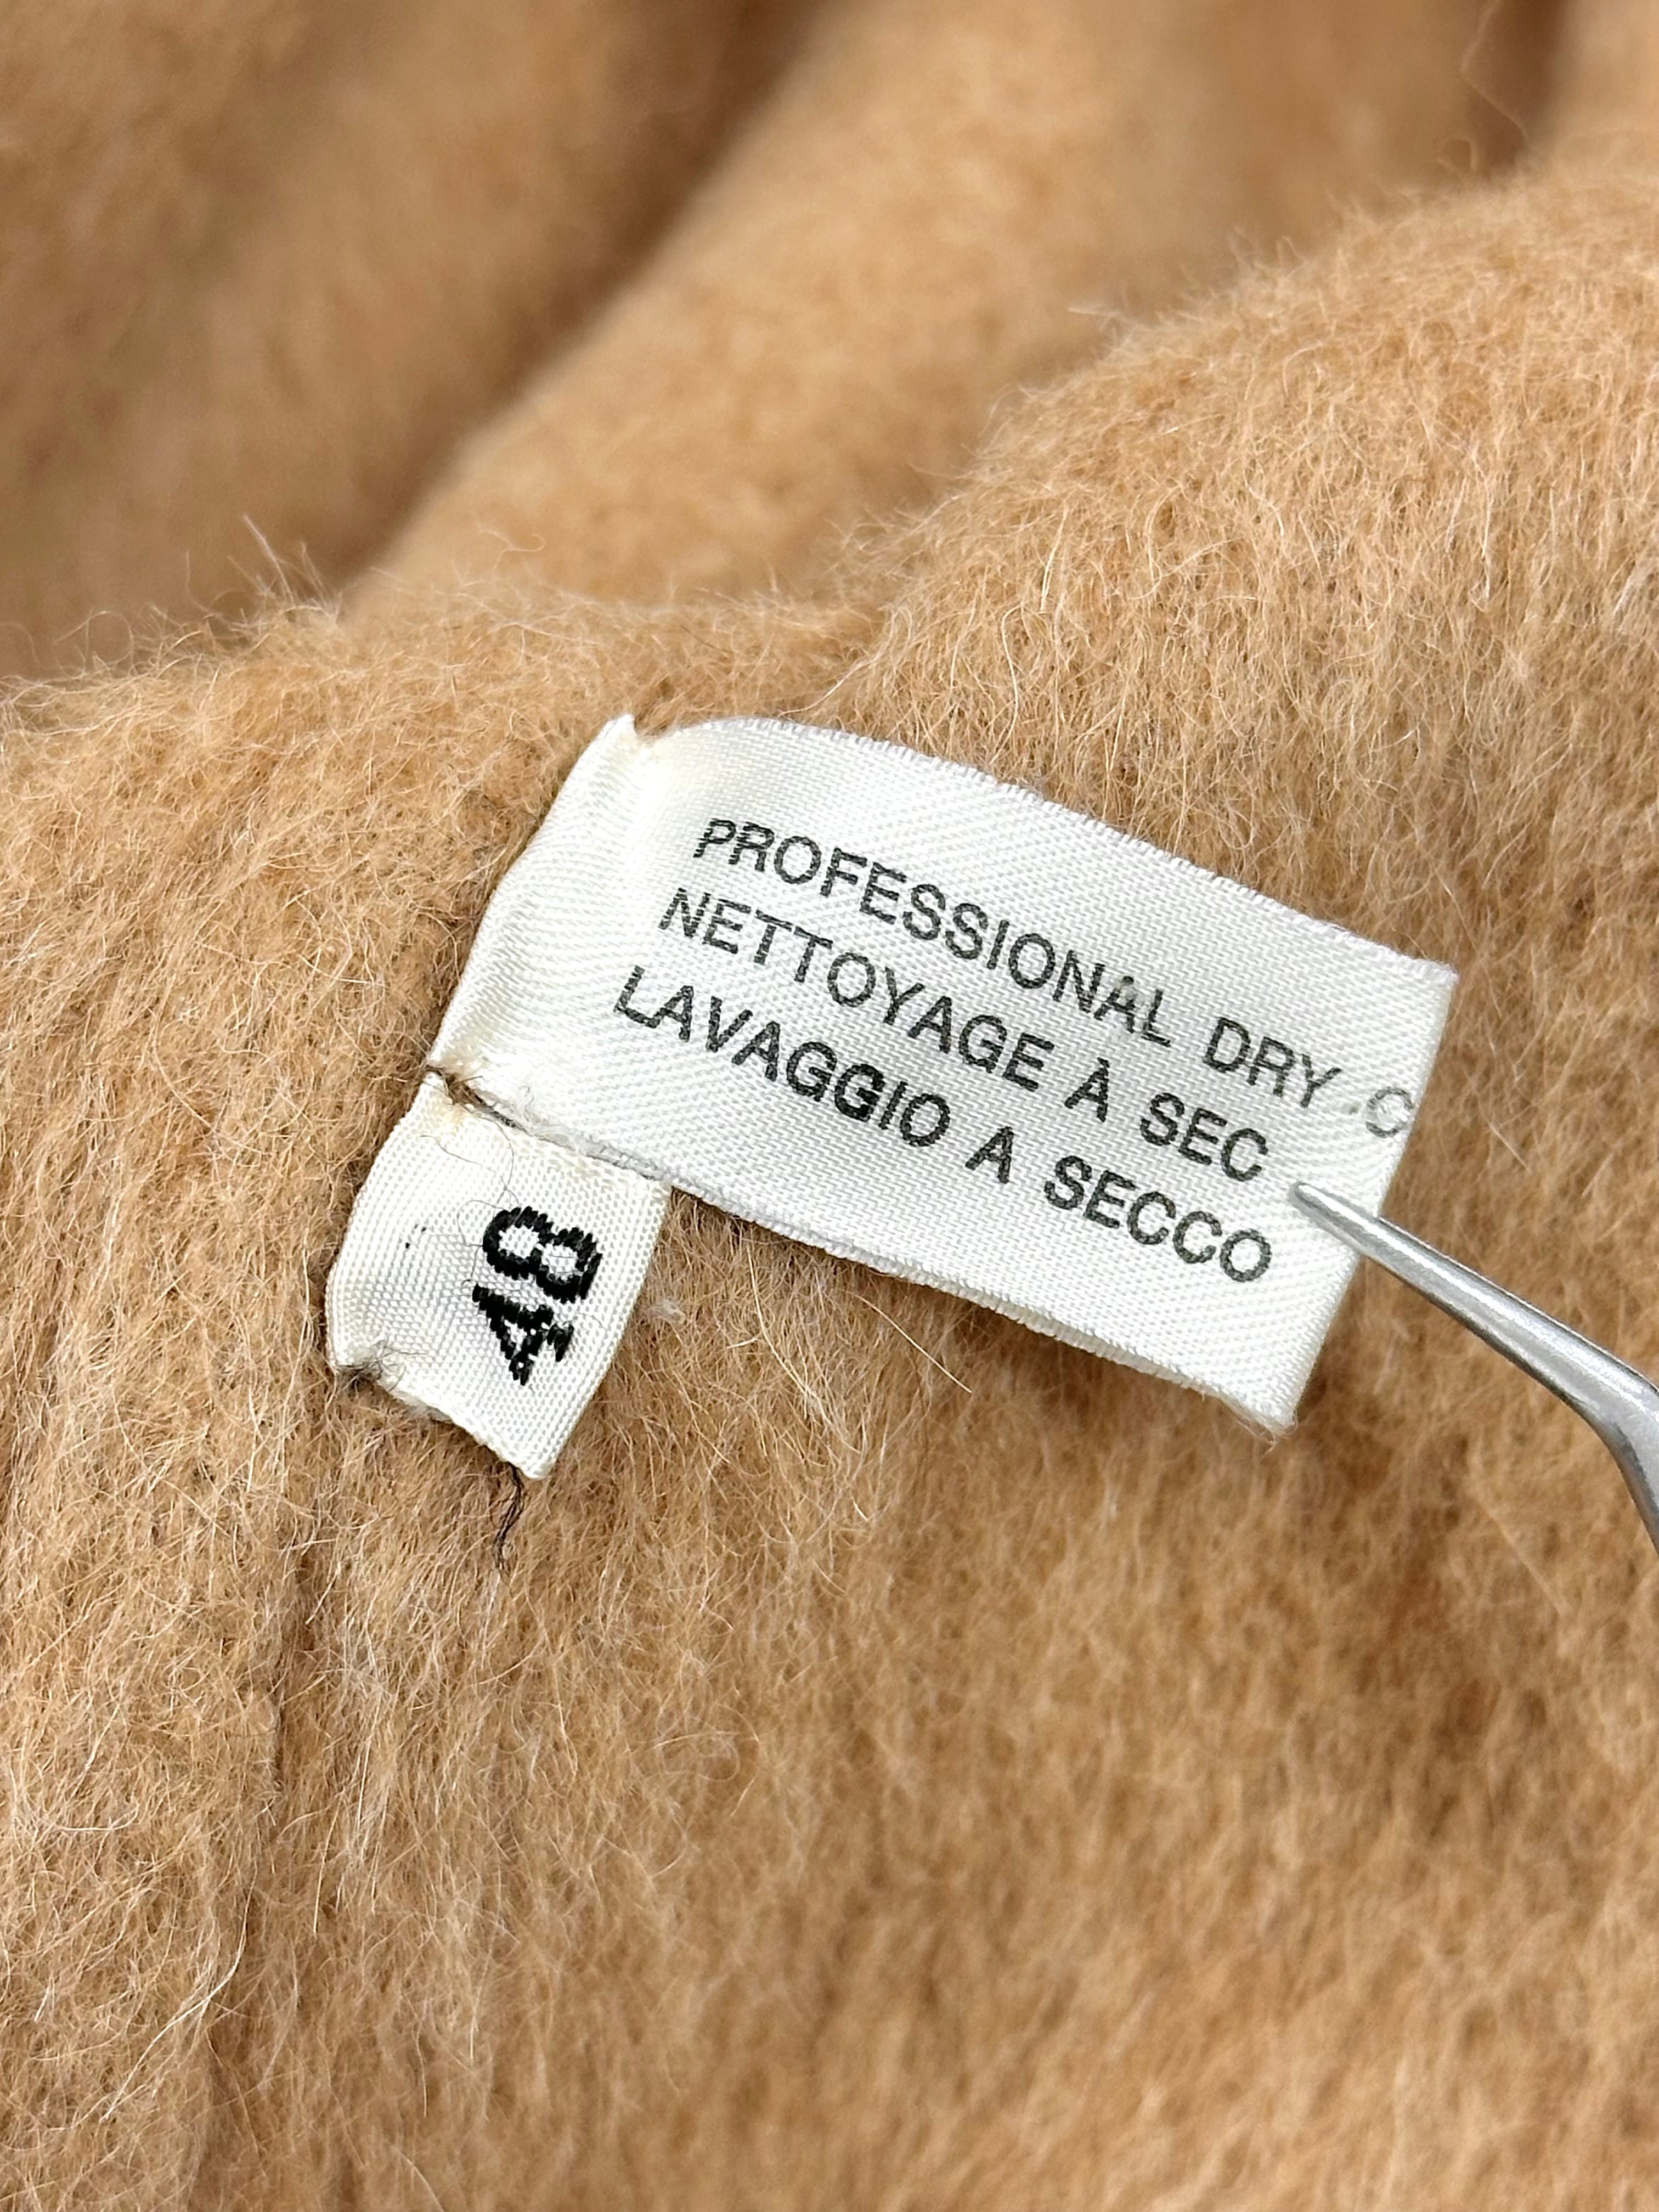 PROFESSIONAL DRY C
NETTOYAGE A SEC
LAVAGGIO A SECCO
48